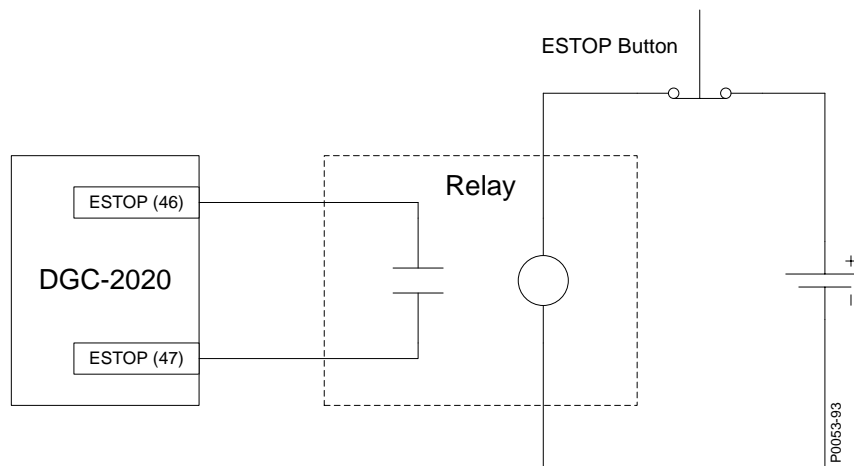 ESTOP Button
Relay
ESTOP (46)
DGC-2020
ESTOP (47)
+
–
P0053-93